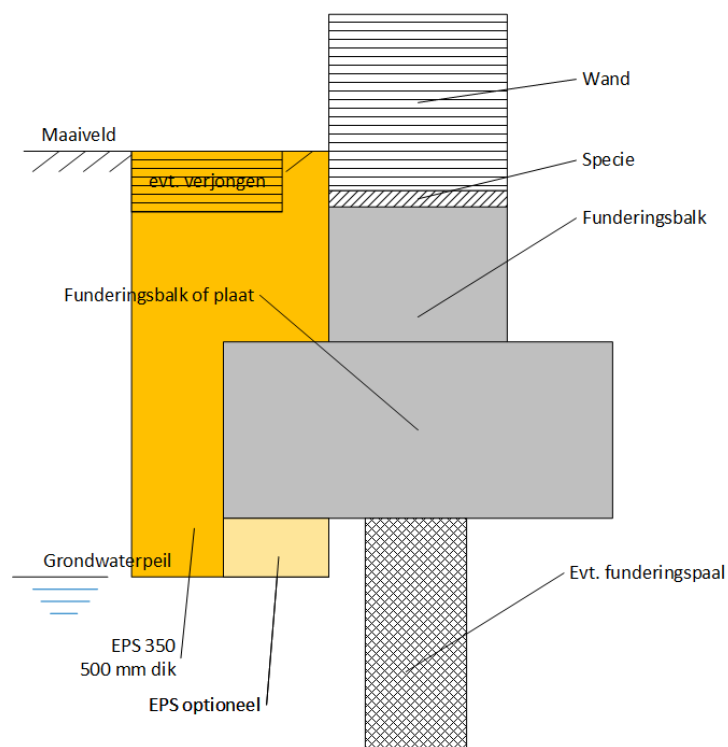 Wand
Maaiveld
Specie
evt. verjongen
Funderingsbalk
Funderingsbalk of plaat
Grondwaterpeil
Evt. funderingspaal
EPS 350
500 mm dik
EPS optioneel